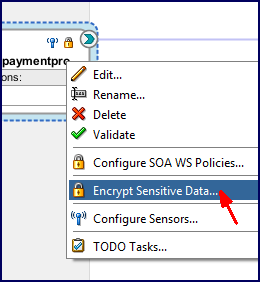 paymentpro
ons:
Edit...
Rename...
Delete
Validate
Configure SOA WS Policies...
Encrypt Sensitive Data...
Configure Sensors...
TODO Tasks...